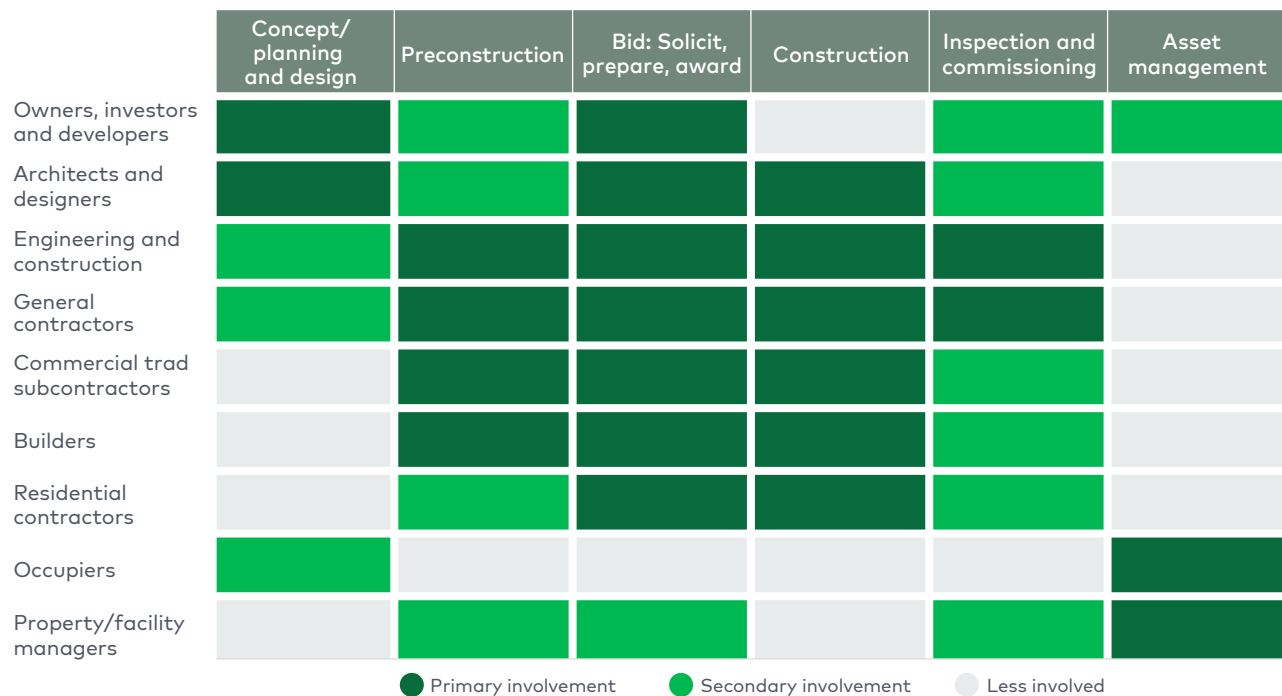 Concept/
planning
and design
Preconstruction
Bid: Solicit,
prepare, award
Construction
Inspection and
commissioning
Asset
management
Owners, investors
and developers
Architects and
designers
Engineering and
construction
General
contractors
Commercial trad
subcontractors
Builders
Residential
contractors
Occupiers
Property/facility
managers
Primary involvement
Secondary involvement
Less involved